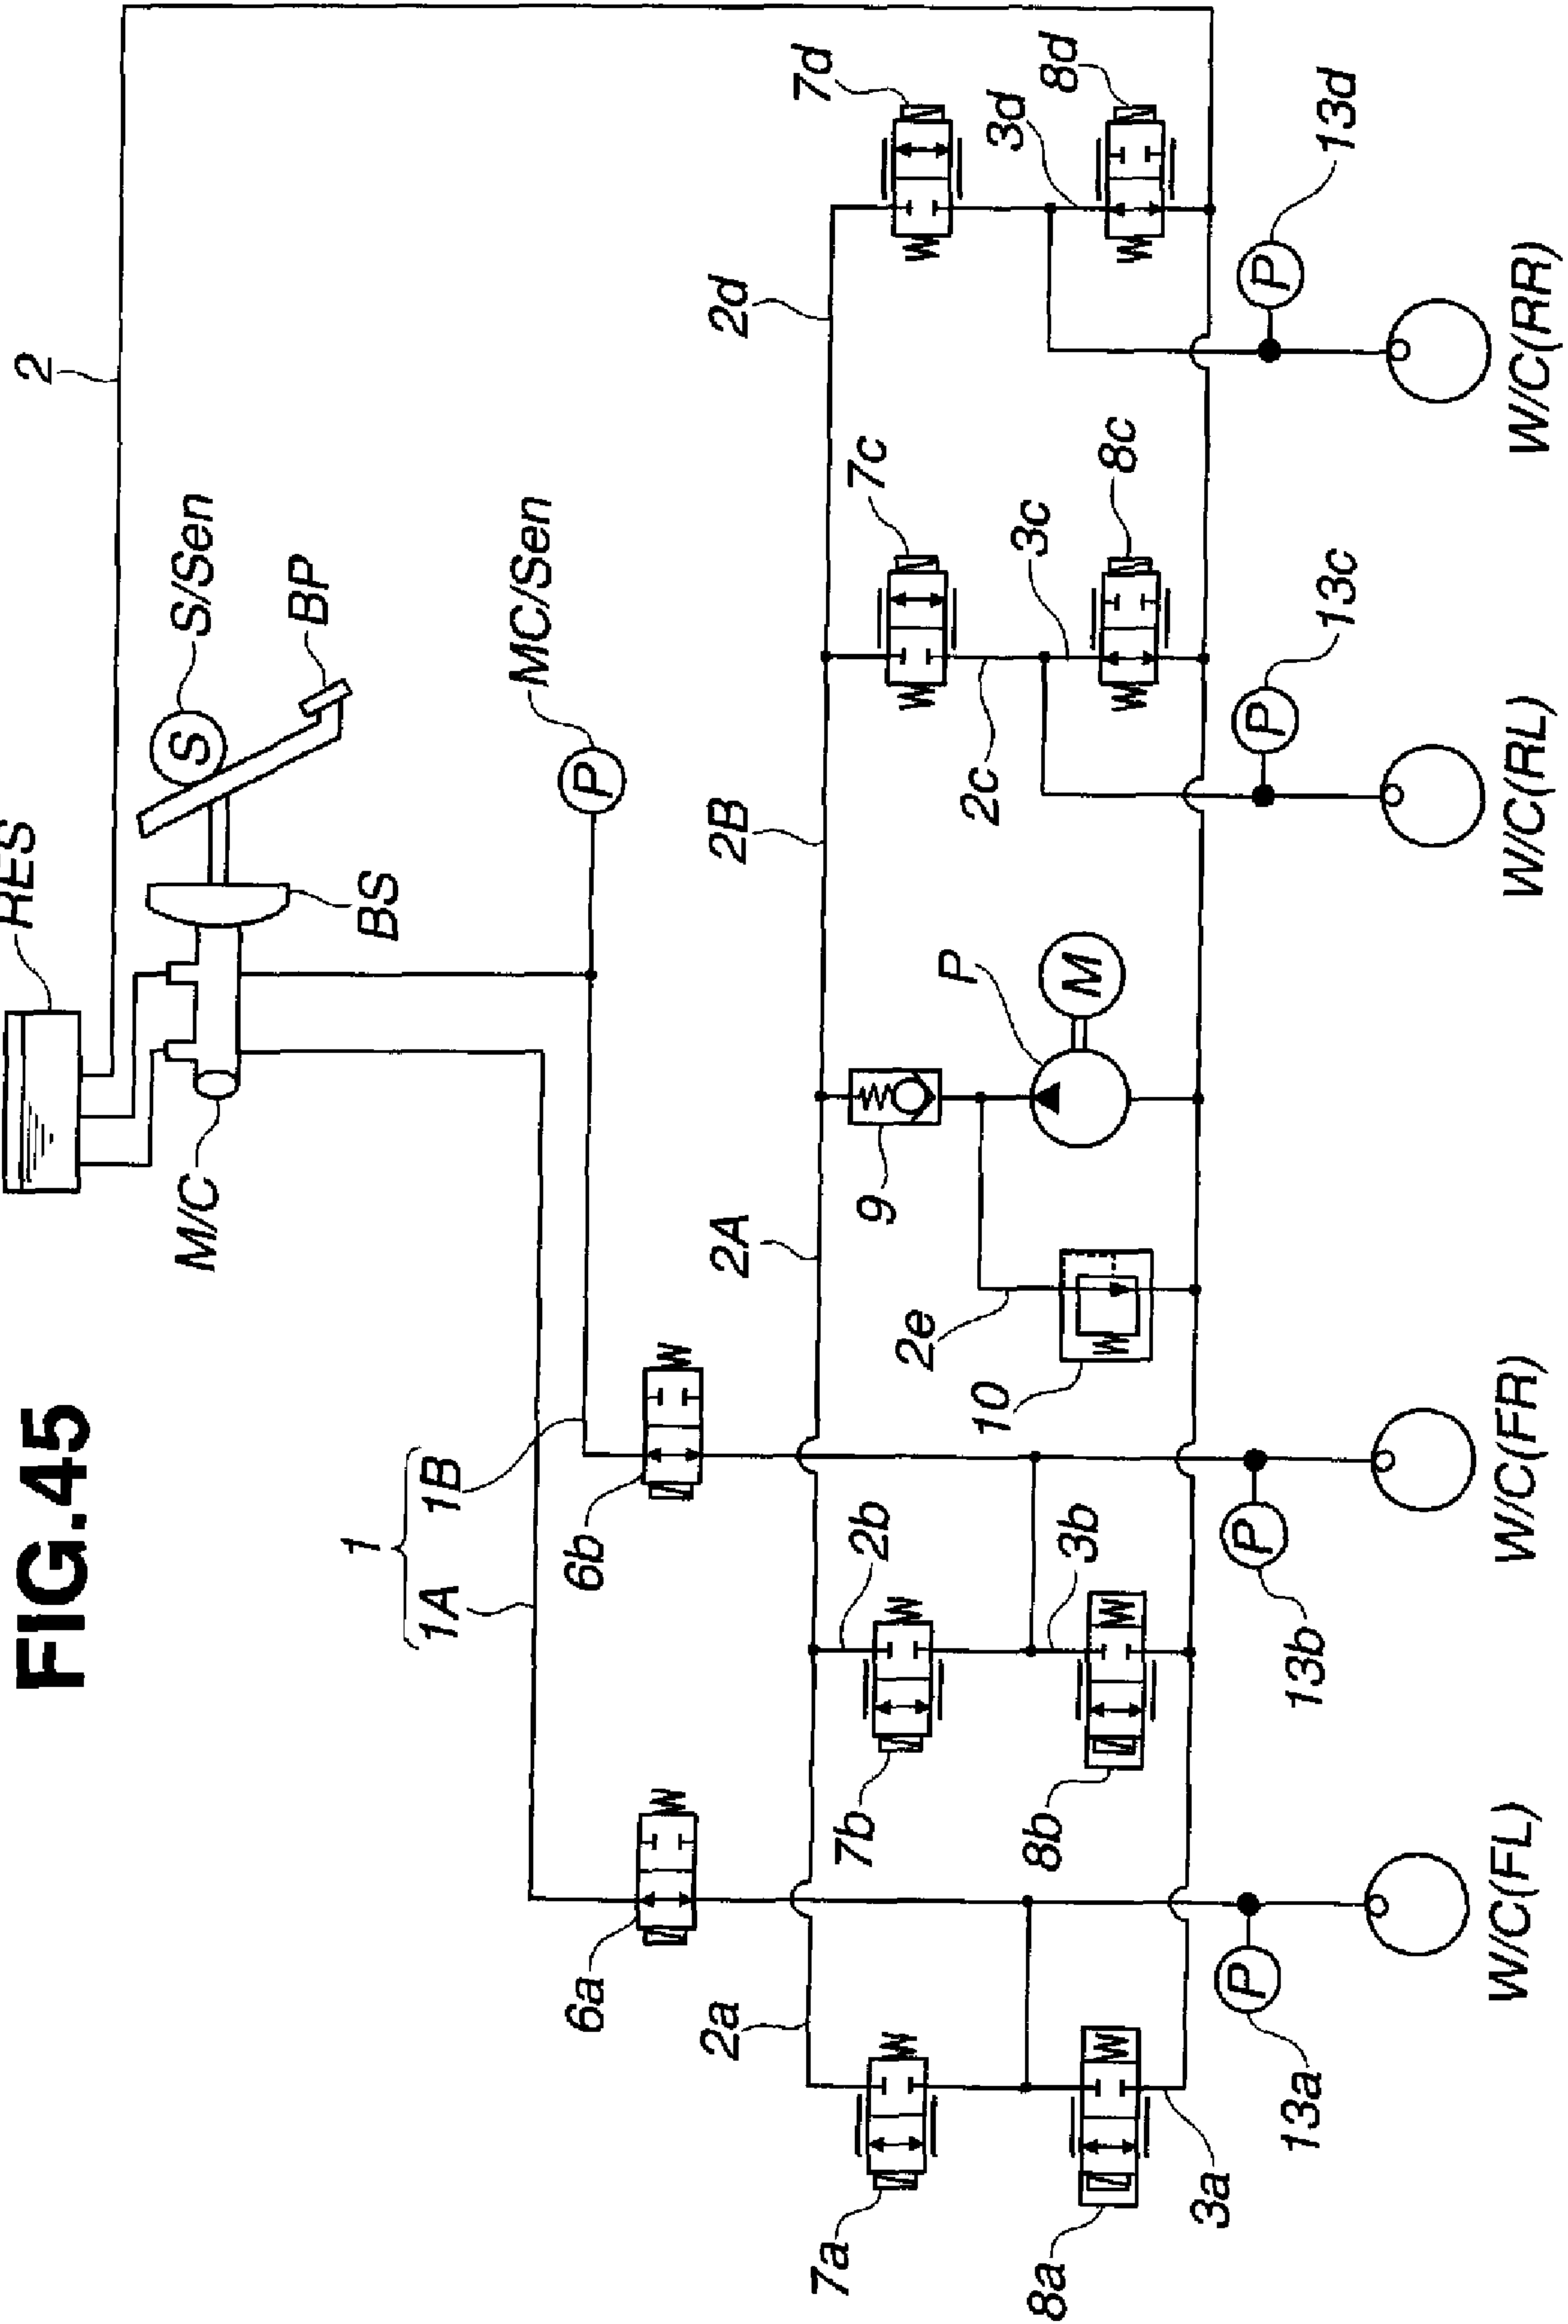 FIG.45
RES
2
S/Sen
S
BP
M/C
BS
MC/Sen
P
1
1A
1B
6a
6b
2a
2A
2B
2d
7a
7b
2b
9
P
M
7c
7d
2e
10
2c
3c
3d
8a
3a
8b
3b
8c
8d
13a
P
13b
P
13c
P
13d
P
W/C(FL)
W/C(FR)
W/C(RL)
W/C(RR)